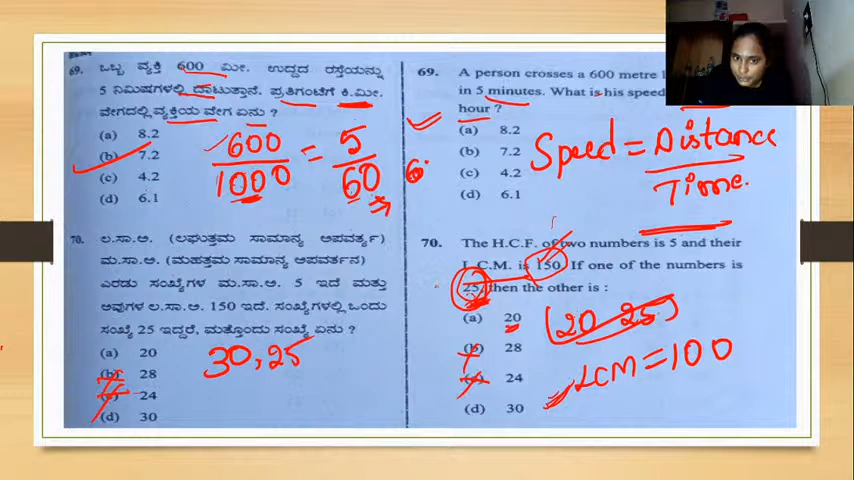 69. ಒಬ್ಬ ವ್ಯಕ್ತಿ 600 ಮೀ. ಉದ್ದದ ರಸ್ತೆಯನ್ನು
5 ನಿಮಿಷಗಳಲ್ಲಿ ದಾಟುತ್ತಾನೆ. ಪ್ರತಿಗಂಟೆಗೆ ಕಿ.ಮೀ.
ವೇಗದಲ್ಲಿ ವ್ಯಕ್ತಿಯ ವೇಗ ಏನು ?
(a) 8.2
(b) 7.2
(c) 4.2
(d) 6.1
600
1000
=
5
60
6
70. ಲ.ಸಾ.ಅ. (ಲಘುತ್ತಮ ಸಾಮಾನ್ಯ ಅಪವರ್ತ್ಯ)
ಮ.ಸಾ.ಅ. (ಮಹತ್ತಮ ಸಾಮಾನ್ಯ ಅಪವರ್ತನ)
ಎರಡು ಸಂಖ್ಯೆಗಳ ಮ.ಸಾ.ಅ. 5 ಇದೆ ಮತ್ತು
ಅವುಗಳ ಲ.ಸಾ.ಅ. 150 ಇದೆ. ಸಂಖ್ಯೆಗಳಲ್ಲಿ ಒಂದು
ಸಂಖ್ಯೆ 25 ಇದ್ದರೆ, ಮತ್ತೊಂದು ಸಂಖ್ಯೆ ಏನು ?
(a) 20
(b) 28
24
(d) 30
30, 25
69. A person crosses a 600 metre
in 5 minutes. What is his speed
hour ?
(a) 8.2
(b) 7.2
(c) 4.2
(d) 6.1
Speed = Distance
Time.
70. The H.C.F. of two numbers is 5 and their
L.C.M. is 150. If one of the numbers is
25, then the other is :
(a) 20
(b) 28
24
(d) 30
(20 25)
LCM = 100